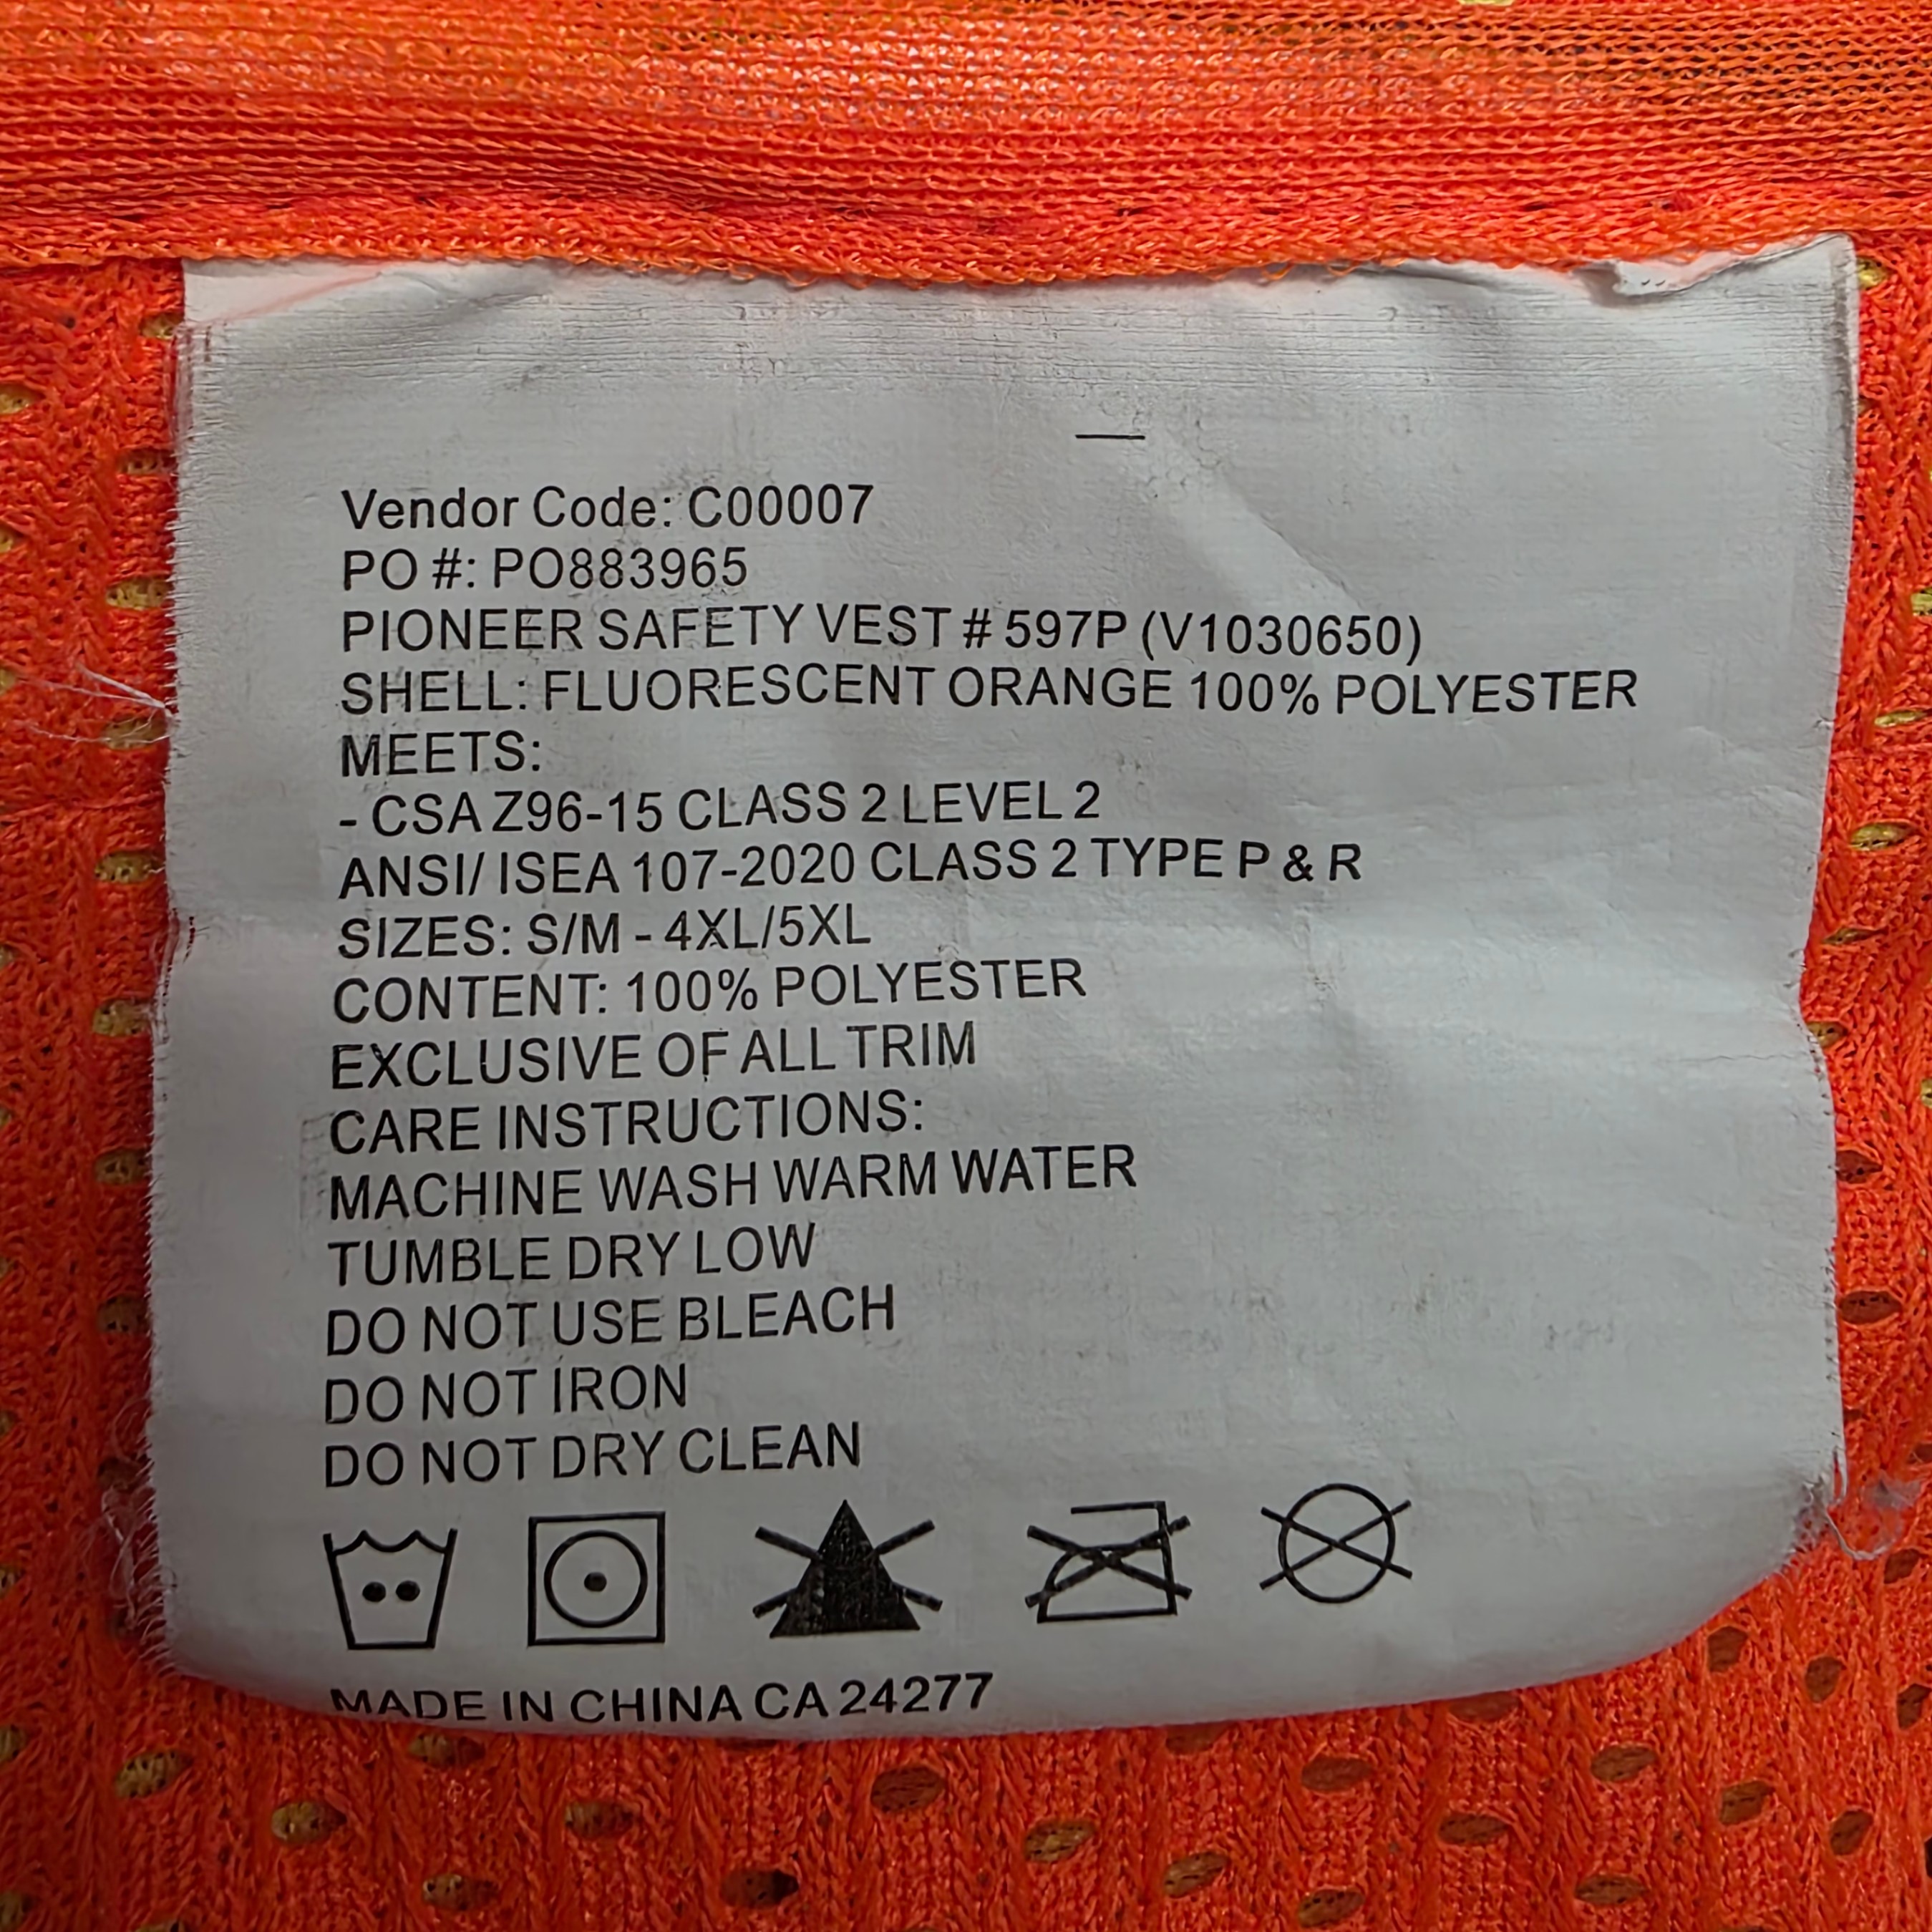 Vendor Code: C00007
PO #: PO883965
PIONEER SAFETY VEST # 597P (V1030650)
SHELL: FLUORESCENT ORANGE 100% POLYESTER
MEETS:
- CSA Z96-15 CLASS 2 LEVEL 2
ANSI/ ISEA 107-2020 CLASS 2 TYPE P & R
SIZES: S/M - 4XL/5XL
CONTENT: 100% POLYESTER
EXCLUSIVE OF ALL TRIM
CARE INSTRUCTIONS:
MACHINE WASH WARM WATER
TUMBLE DRY LOW
DO NOT USE BLEACH
DO NOT IRON
DO NOT DRY CLEAN
MADE IN CHINA CA 24277